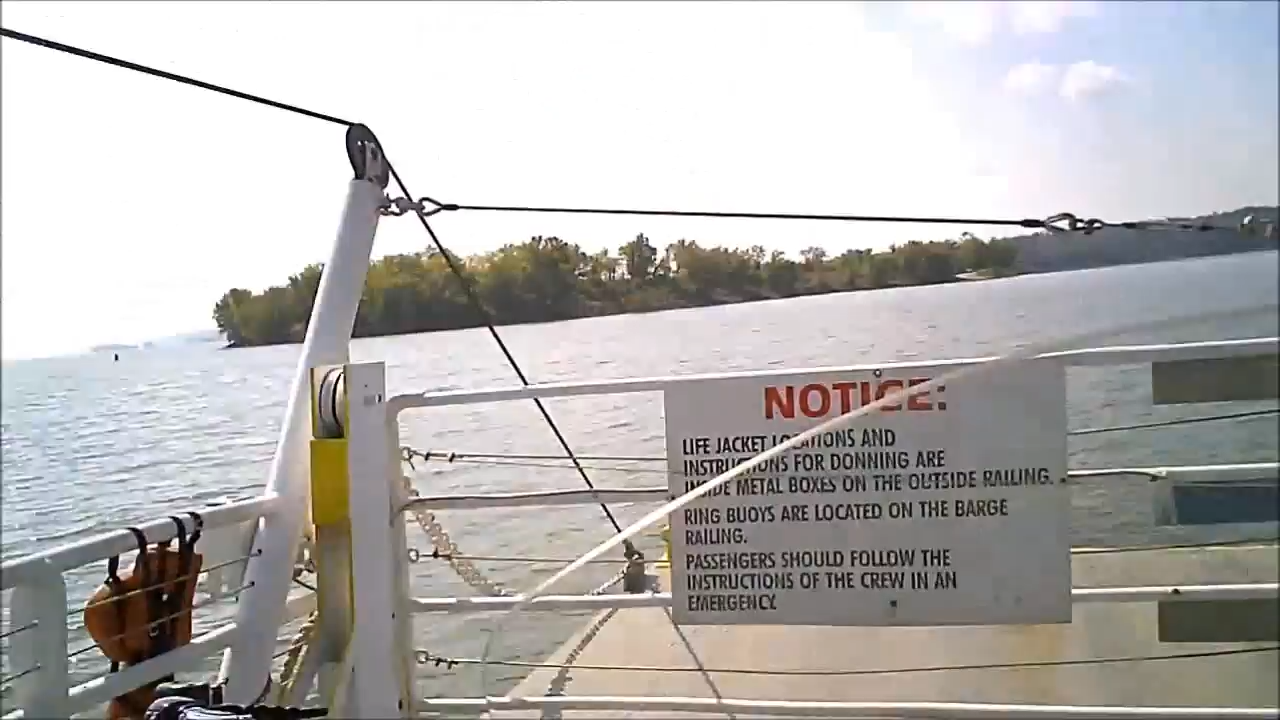 NOTICE:
LIFE JACKET LOCATIONS AND
INSTRUCTIONS FOR DONNING ARE
INSIDE METAL BOXES ON THE OUTSIDE RAILING.
RING BUOYS ARE LOCATED ON THE BARGE
RAILING.
PASSENGERS SHOULD FOLLOW THE
INSTRUCTIONS OF THE CREW IN AN
EMERGENCY.